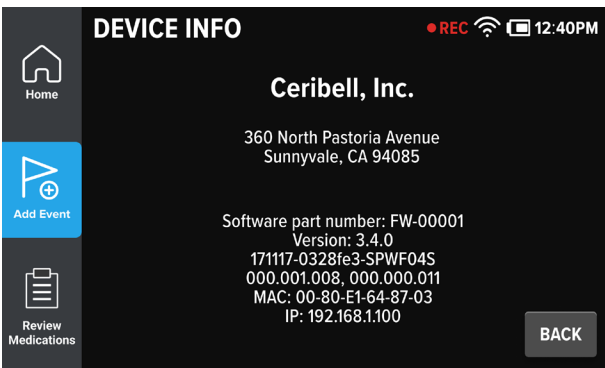 DEVICE INFO
REC
12:40PM
Home
Add Event
Review
Medications
Ceribell, Inc.
360 North Pastoria Avenue
Sunnyvale, CA 94085
Software part number: FW-00001
Version: 3.4.0
171117-0328fe3-SPWF04S
000.001.008, 000.000.011
MAC: 00-80-E1-64-87-03
IP: 192.168.1.100
BACK